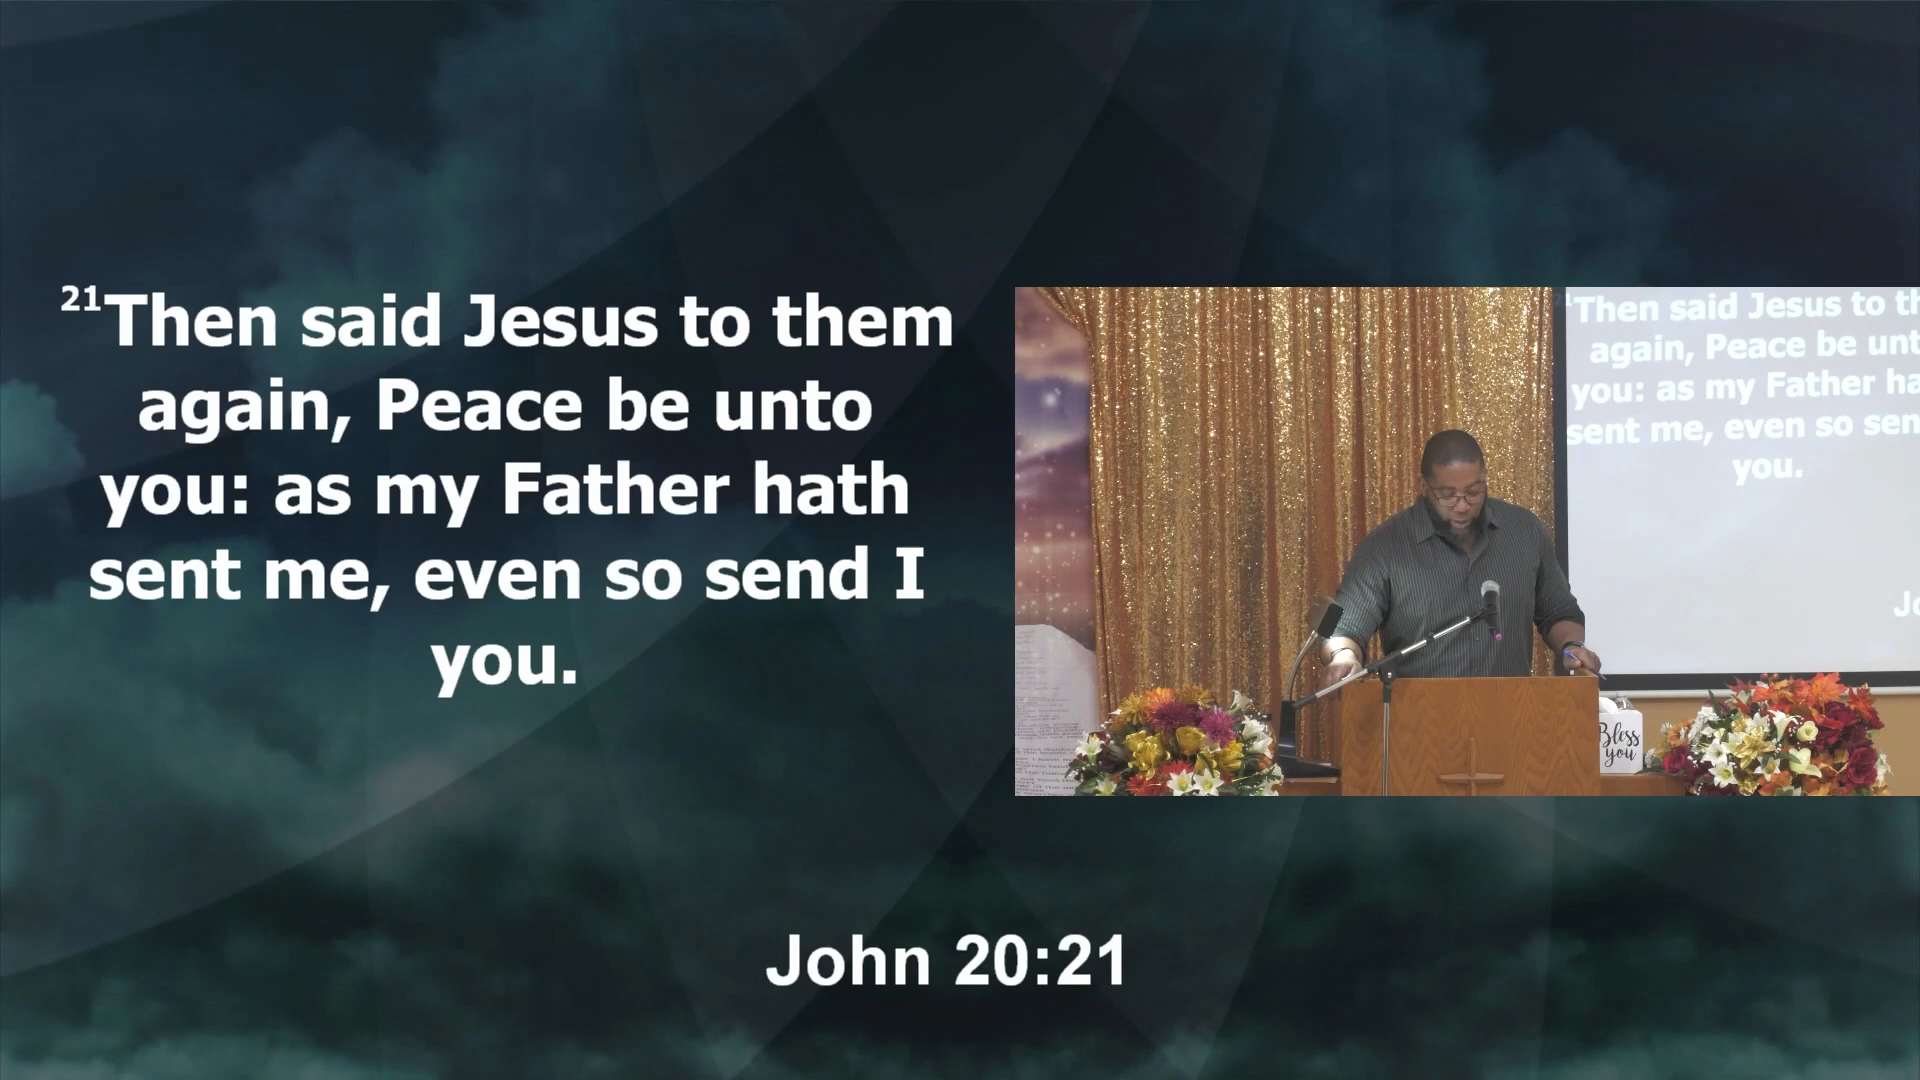 21Then said Jesus to them
again, Peace be unto
you: as my Father hath
sent me, even so send I
you.
John 20:21
Then said Jesus to th
again, Peace be unt
you: as my Father ha
sent me, even so sen
you.
Jo
Bless
you